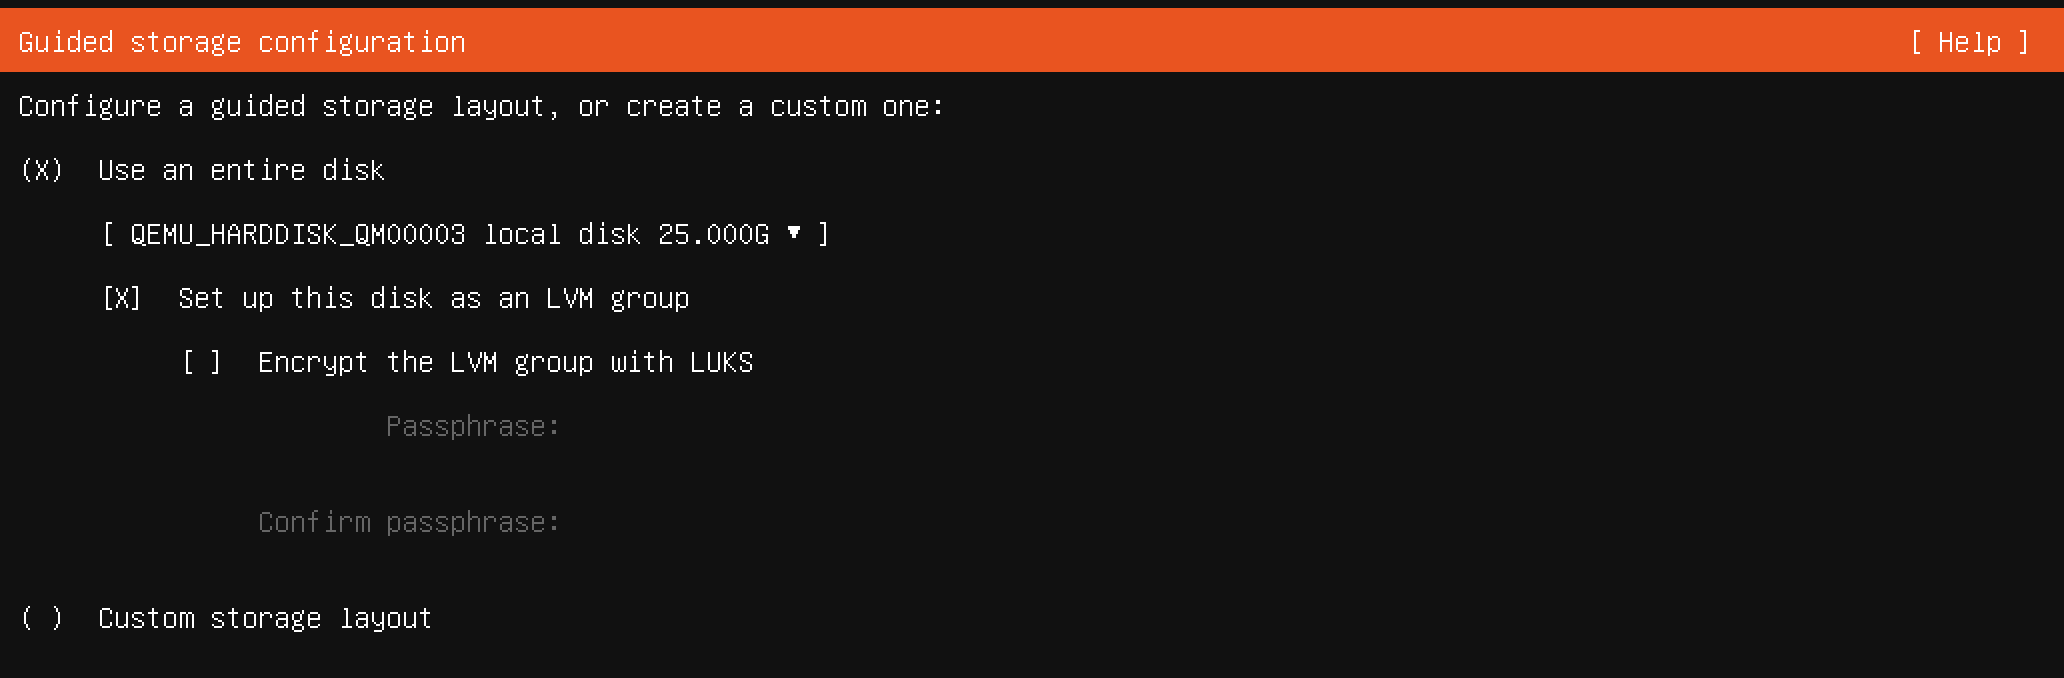 Guided storage configuration [ Help ]
Configure a guided storage layout, or create a custom one:
(X) Use an entire disk
[ QEMU_HARDDISK_QM00003 local disk 25.000G ▾ ]
[X] Set up this disk as an LVM group
[ ] Encrypt the LVM group with LUKS
Passphrase:
Confirm passphrase:
( ) Custom storage layout